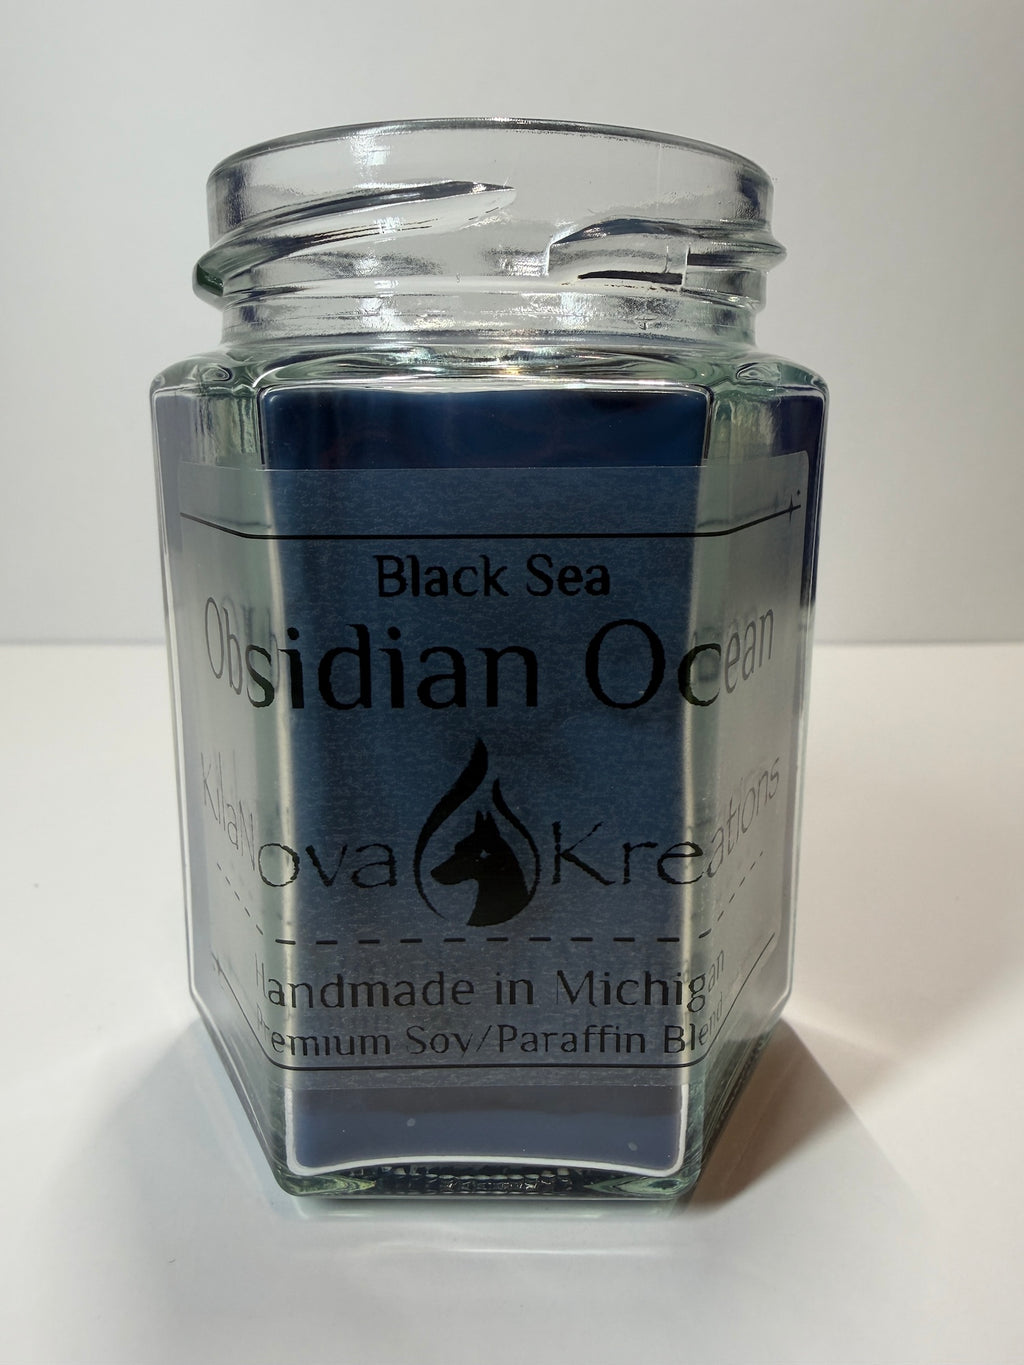 Black Sea
Obsidian Ocean
KilaNova Kreations
Handmade in Michigan
Premium Soy/Paraffin Blend